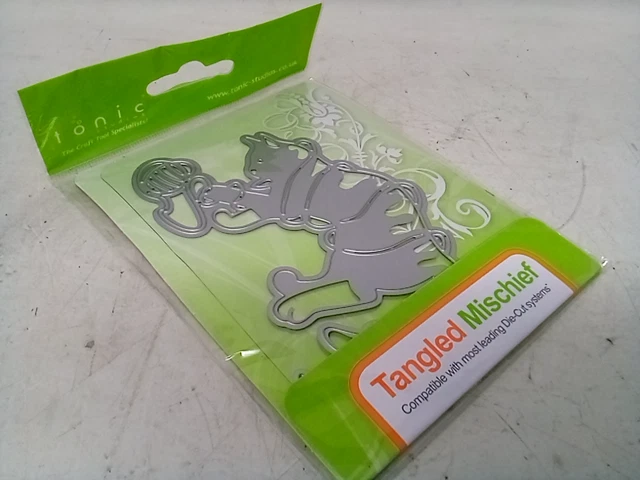 tonic
The Craft Tool Specialists!
www.tonic-studios.co.uk
Tangled Mischief
Compatible with most leading Die-Cut systems*